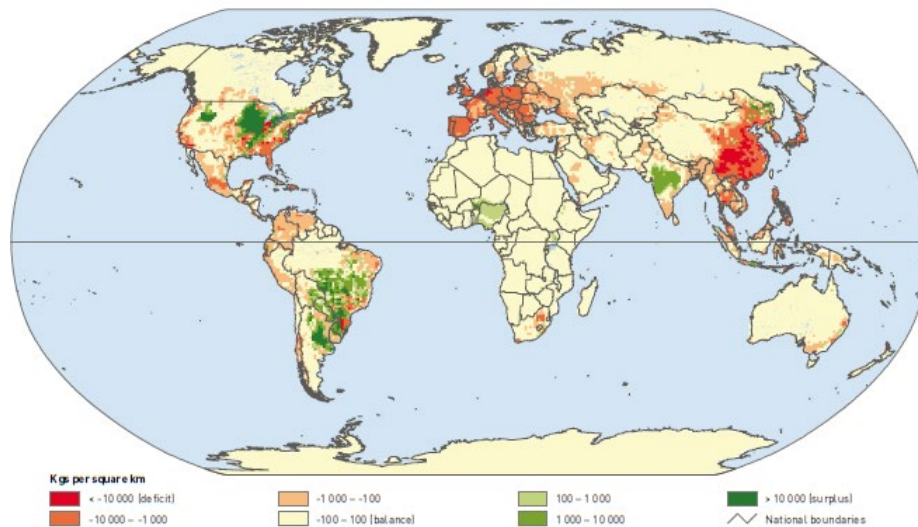 Kgs per square km
< -10 000 (deficit)
-10 000 – -1 000
-1 000 – -100
-100 – 100 (balance)
100 – 1 000
1 000 – 10 000
> 10 000 (surplus)
National boundaries